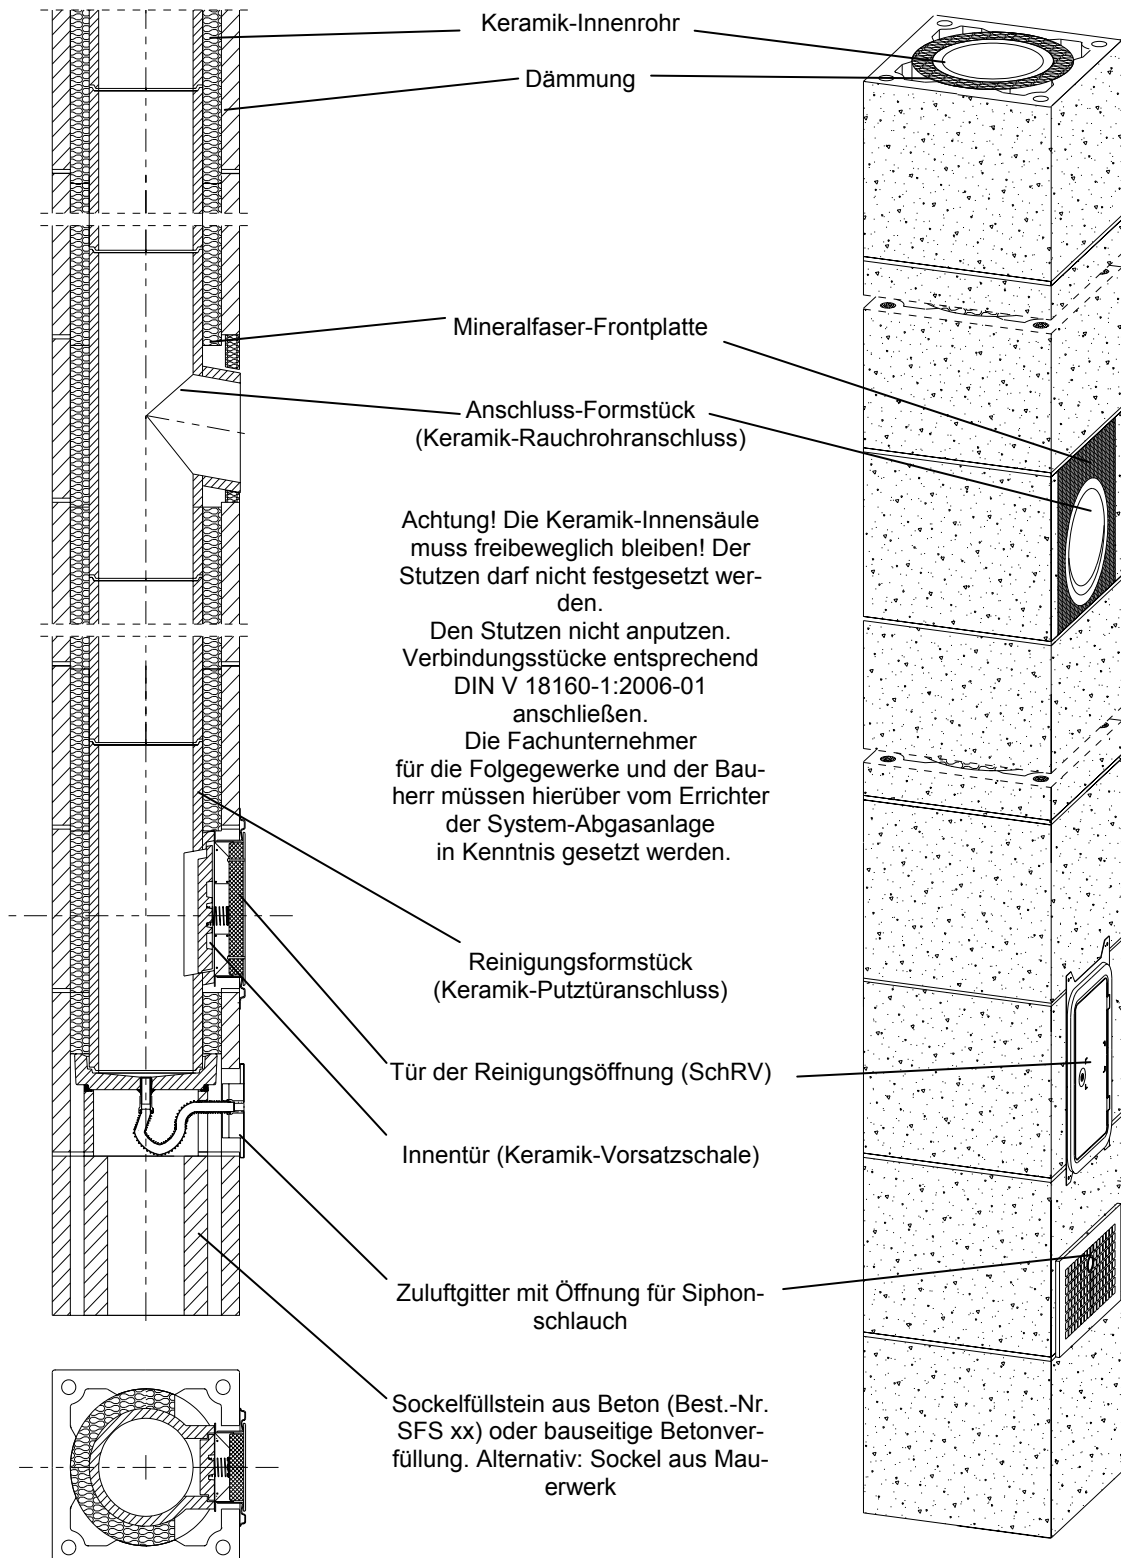 Keramik-Innenrohr
Dämmung
Mineralfaser-Frontplatte
Anschluss-Formstück
(Keramik-Rauchrohranschluss)
Achtung! Die Keramik-Innensäule
muss freibeweglich bleiben! Der
Stutzen darf nicht festgesetzt wer-
den.
Den Stutzen nicht anputzen.
Verbindungsstücke entsprechend
DIN V 18160-1:2006-01
anschließen.
Die Fachunternehmer
für die Folgegewerke und der Bau-
herr müssen hierüber vom Errichter
der System-Abgasanlage
in Kenntnis gesetzt werden.
Reinigungsformstück
(Keramik-Putztüranschluss)
Tür der Reinigungsöffnung (SchRV)
Innentür (Keramik-Vorsatzschale)
Zuluftgitter mit Öffnung für Siphon-
schlauch
Sockelfüllstein aus Beton (Best.-Nr.
SFS xx) oder bauseitige Betonver-
füllung. Alternativ: Sockel aus Mau-
erwerk